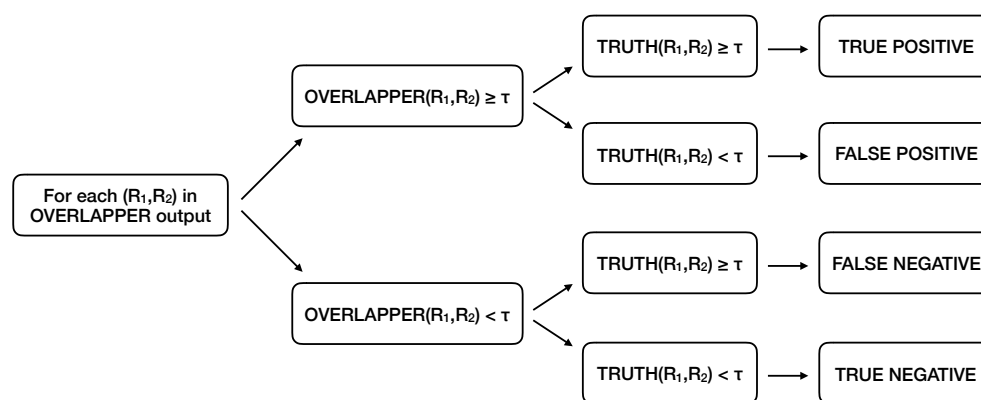 For each (R₁,R₂) in
OVERLAPPER output
OVERLAPPER(R₁,R₂) ≥ τ
TRUTH(R₁,R₂) ≥ τ
TRUE POSITIVE
TRUTH(R₁,R₂) < τ
FALSE POSITIVE
OVERLAPPER(R₁,R₂) < τ
TRUTH(R₁,R₂) ≥ τ
FALSE NEGATIVE
TRUTH(R₁,R₂) < τ
TRUE NEGATIVE